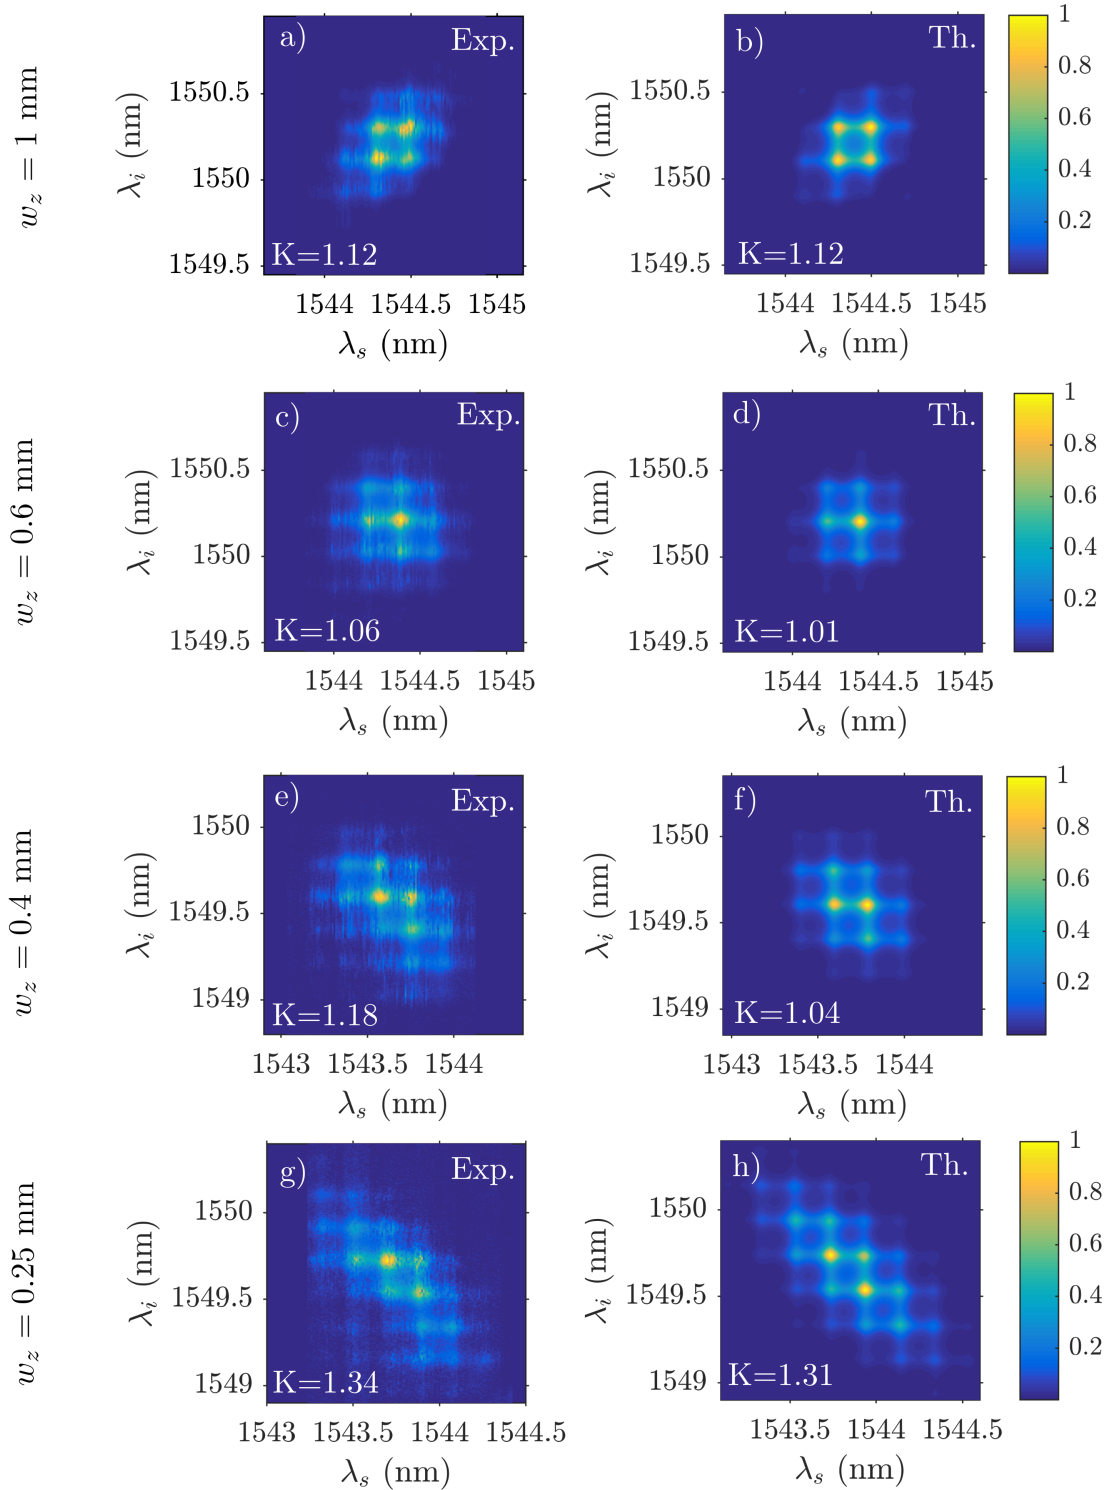 w_z = 1 mm
a) Exp.
1550.5
1550
1549.5
λ_i (nm)
K=1.12
1544 1544.5 1545
λ_s (nm)
b) Th.
1550.5
1550
1549.5
λ_i (nm)
K=1.12
1544 1544.5 1545
λ_s (nm)
1
0.8
0.6
0.4
0.2
w_z = 0.6 mm
c) Exp.
1550.5
1550
1549.5
λ_i (nm)
K=1.06
1544 1544.5 1545
λ_s (nm)
d) Th.
1550.5
1550
1549.5
λ_i (nm)
K=1.01
1544 1544.5 1545
λ_s (nm)
1
0.8
0.6
0.4
0.2
w_z = 0.4 mm
e) Exp.
1550
1549.5
1549
λ_i (nm)
K=1.18
1543 1543.5 1544
λ_s (nm)
f) Th.
1550
1549.5
1549
λ_i (nm)
K=1.04
1543 1543.5 1544
λ_s (nm)
1
0.8
0.6
0.4
0.2
w_z = 0.25 mm
g) Exp.
1550
1549.5
1549
λ_i (nm)
K=1.34
1543 1543.5 1544 1544.5
λ_s (nm)
h) Th.
1550
1549.5
1549
λ_i (nm)
K=1.31
1543.5 1544 1544.5
λ_s (nm)
1
0.8
0.6
0.4
0.2